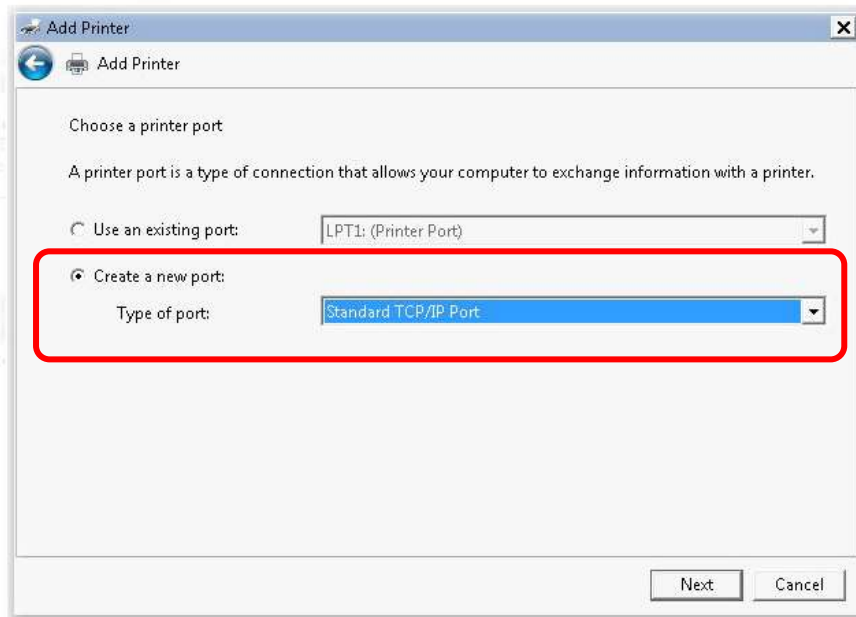 Add Printer
Add Printer
Choose a printer port
A printer port is a type of connection that allows your computer to exchange information with a printer.
Use an existing port: LPT1: (Printer Port)
Create a new port:
Type of port: Standard TCP/IP Port
Next Cancel